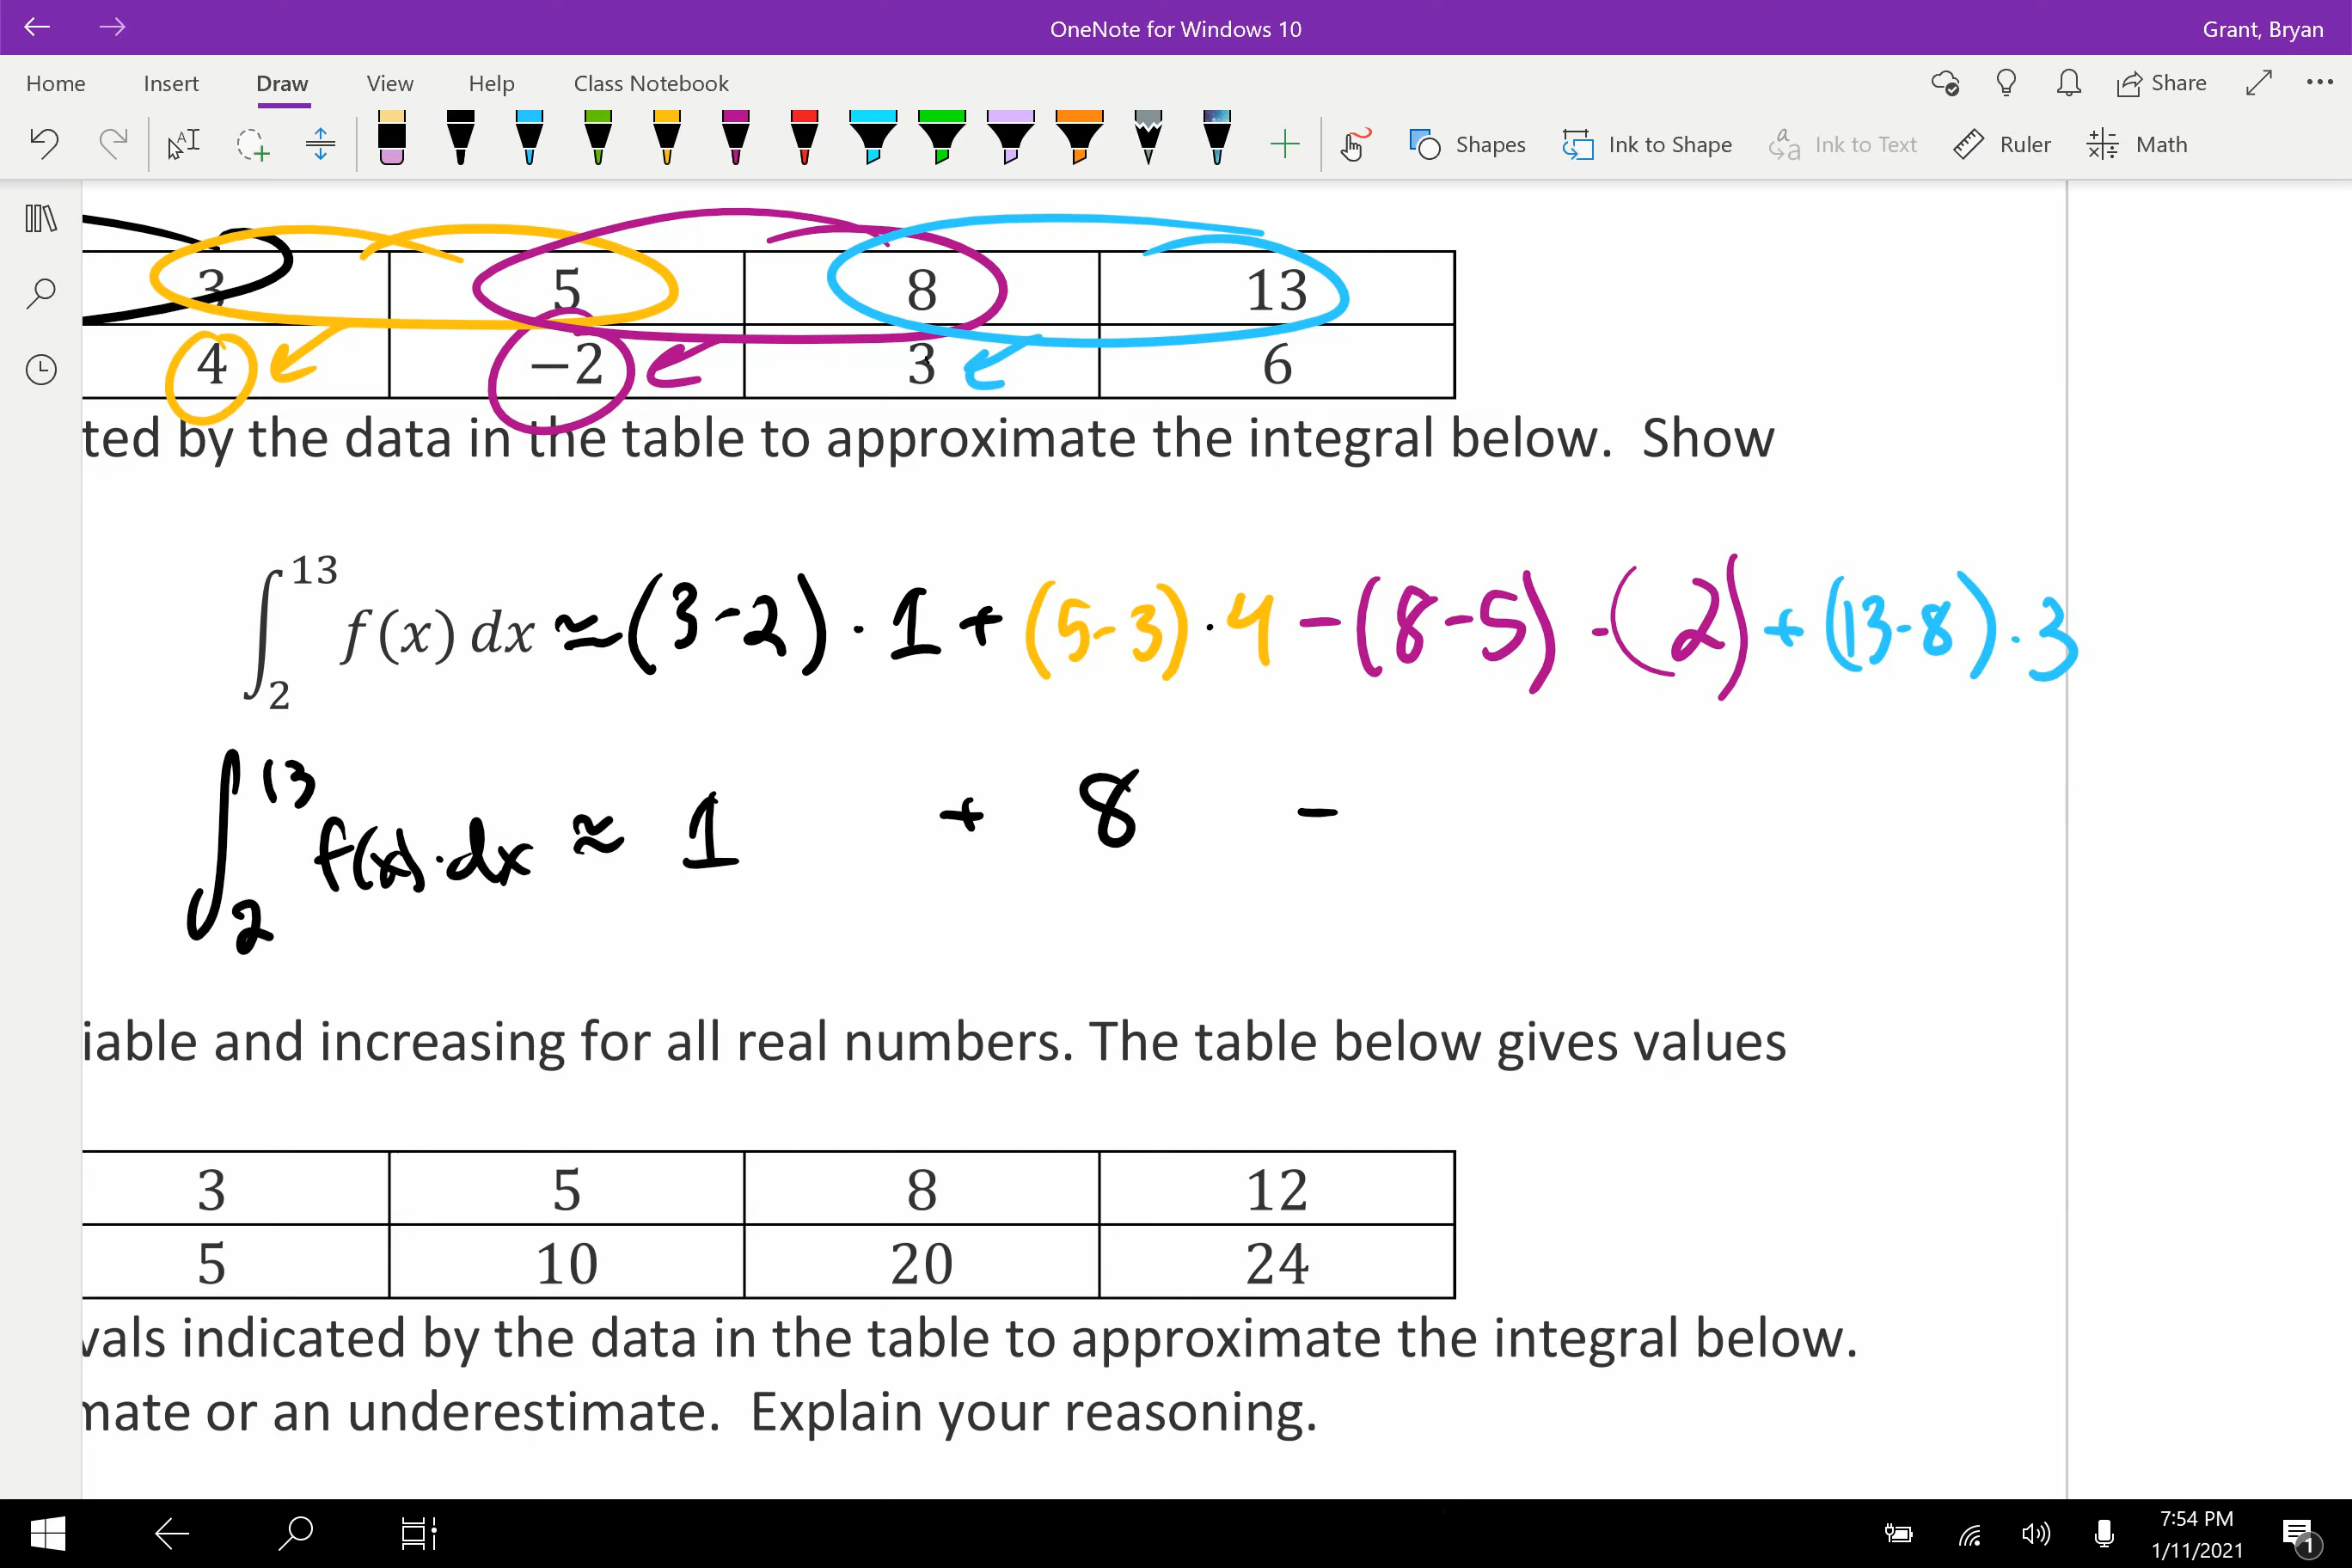 OneNote for Windows 10
Grant, Bryan
Home Insert Draw View Help Class Notebook Share
Shapes Ink to Shape Ink to Text Ruler Math
3 5 8 13
4 −2 3 6
ted by the data in the table to approximate the integral below. Show
∫₂¹³ f(x) dx ≈ (3-2) · 1 + (5-3) · 4 - (8-5) · (2) + (13-8) · 3
∫₂¹³ f(x) · dx ≈ 1 + 8 -
iable and increasing for all real numbers. The table below gives values
3 5 8 12
5 10 20 24
vals indicated by the data in the table to approximate the integral below.
mate or an underestimate. Explain your reasoning.
7:54 PM
1/11/2021
1